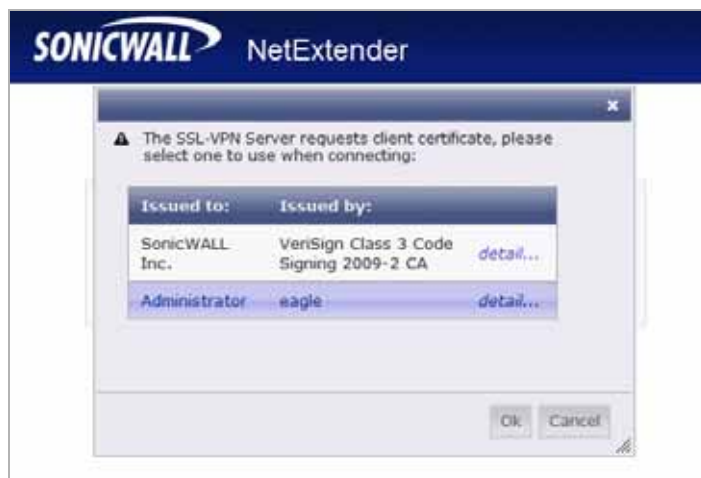 SONICWALL NetExtender
x
The SSL-VPN Server requests client certificate, please
select one to use when connecting:
Issued to: Issued by:
SonicWALL Inc. VeriSign Class 3 Code Signing 2009-2 CA detail...
Administrator eagle detail...
Ok Cancel